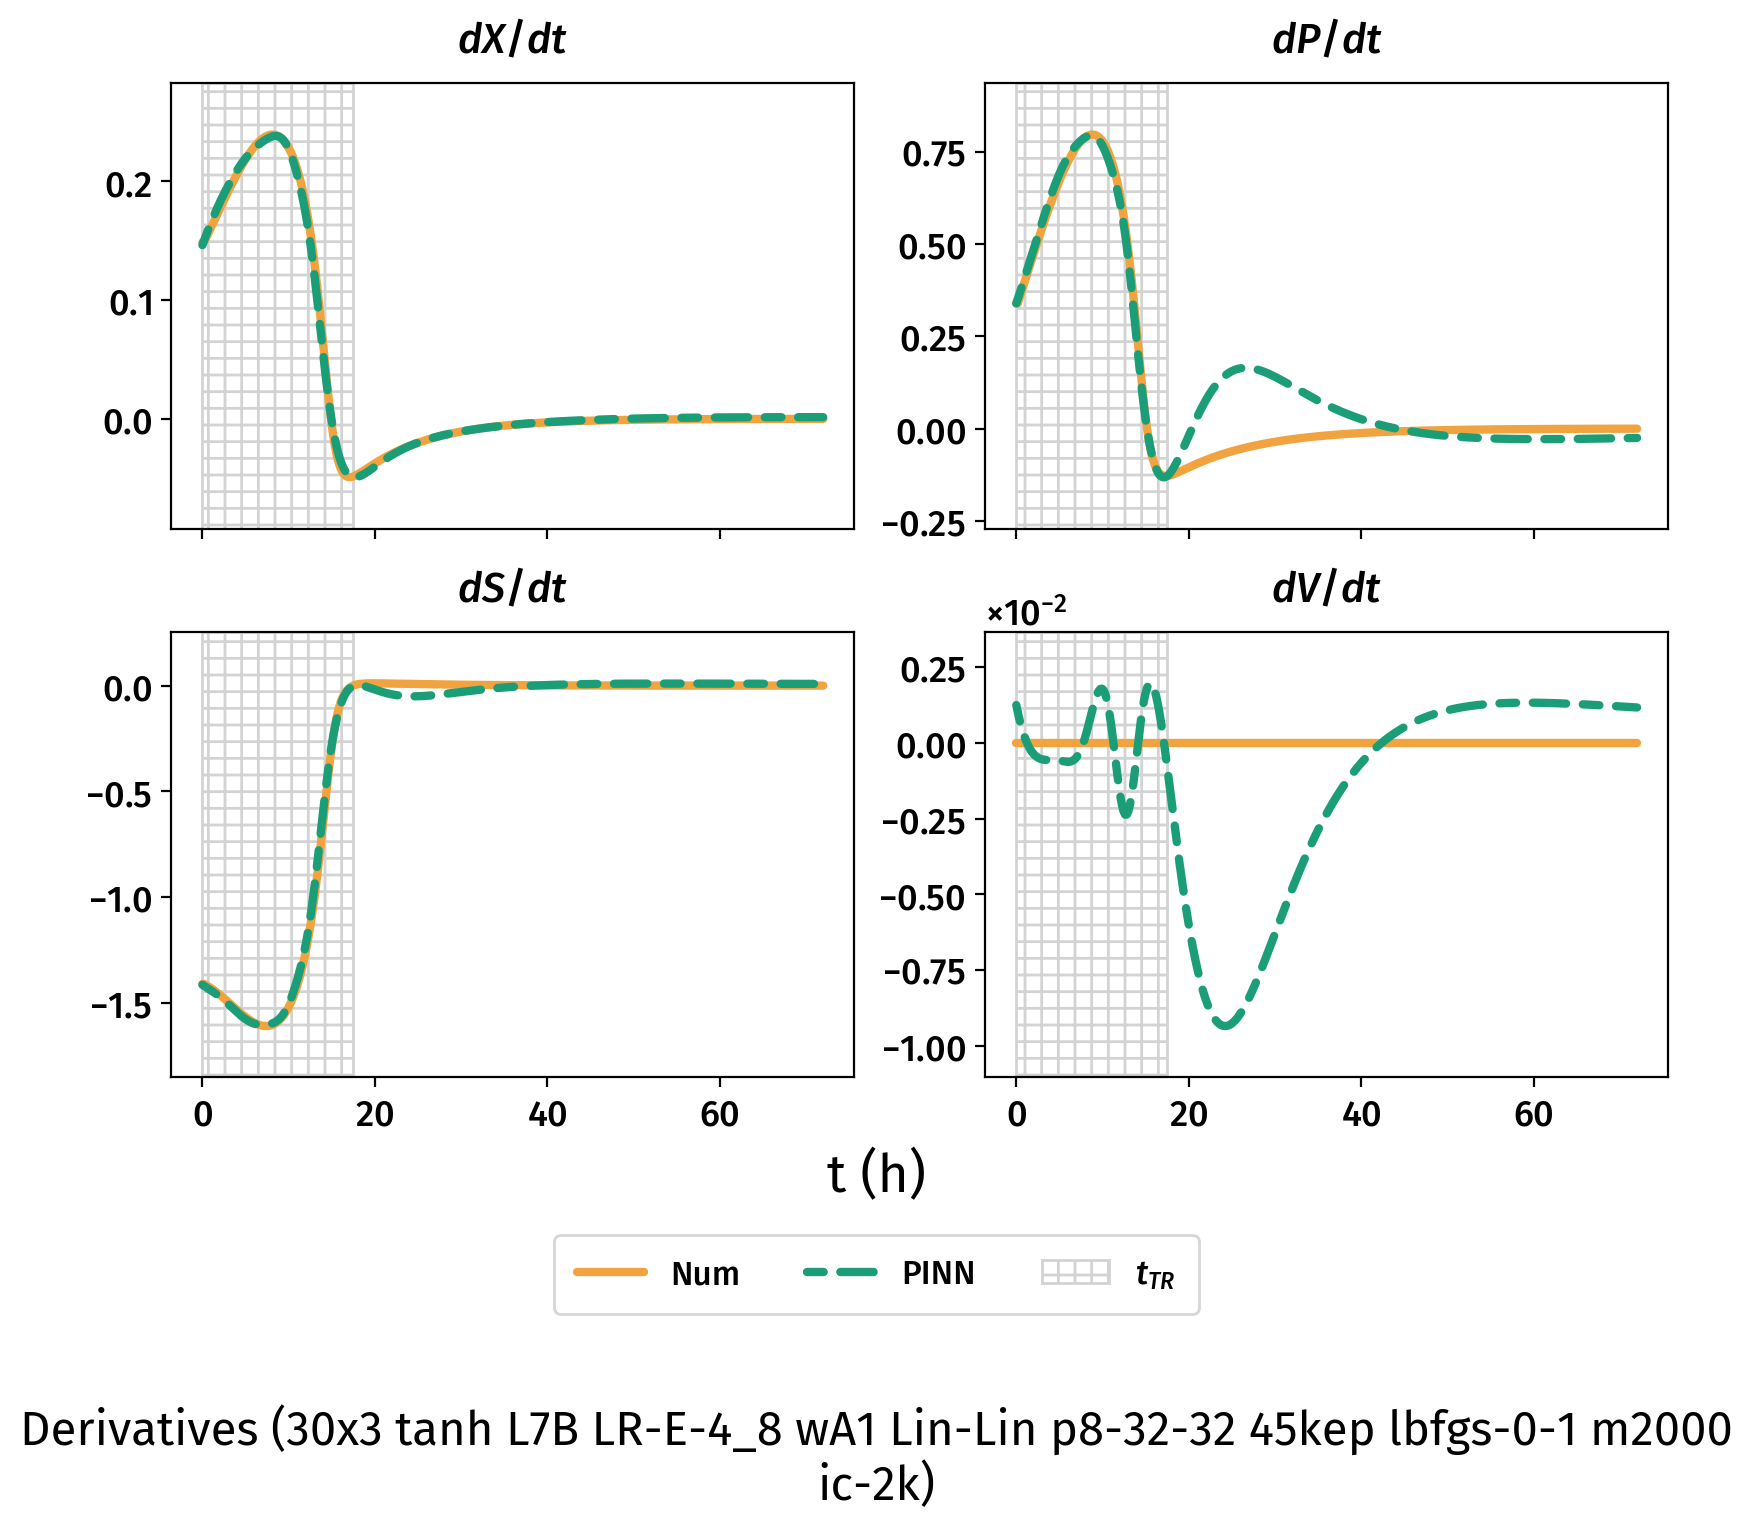 dX/dt
dP/dt
0.2
0.1
0.0
0.75
0.50
0.25
0.00
−0.25
dS/dt
dV/dt
×10⁻²
0.0
−0.5
−1.0
−1.5
0.25
0.00
−0.25
−0.50
−0.75
−1.00
0 20 40 60
0 20 40 60
t (h)
Num PINN t_TR
Derivatives (30x3 tanh L7B LR-E-4_8 wA1 Lin-Lin p8-32-32 45kep lbfgs-0-1 m2000
ic-2k)